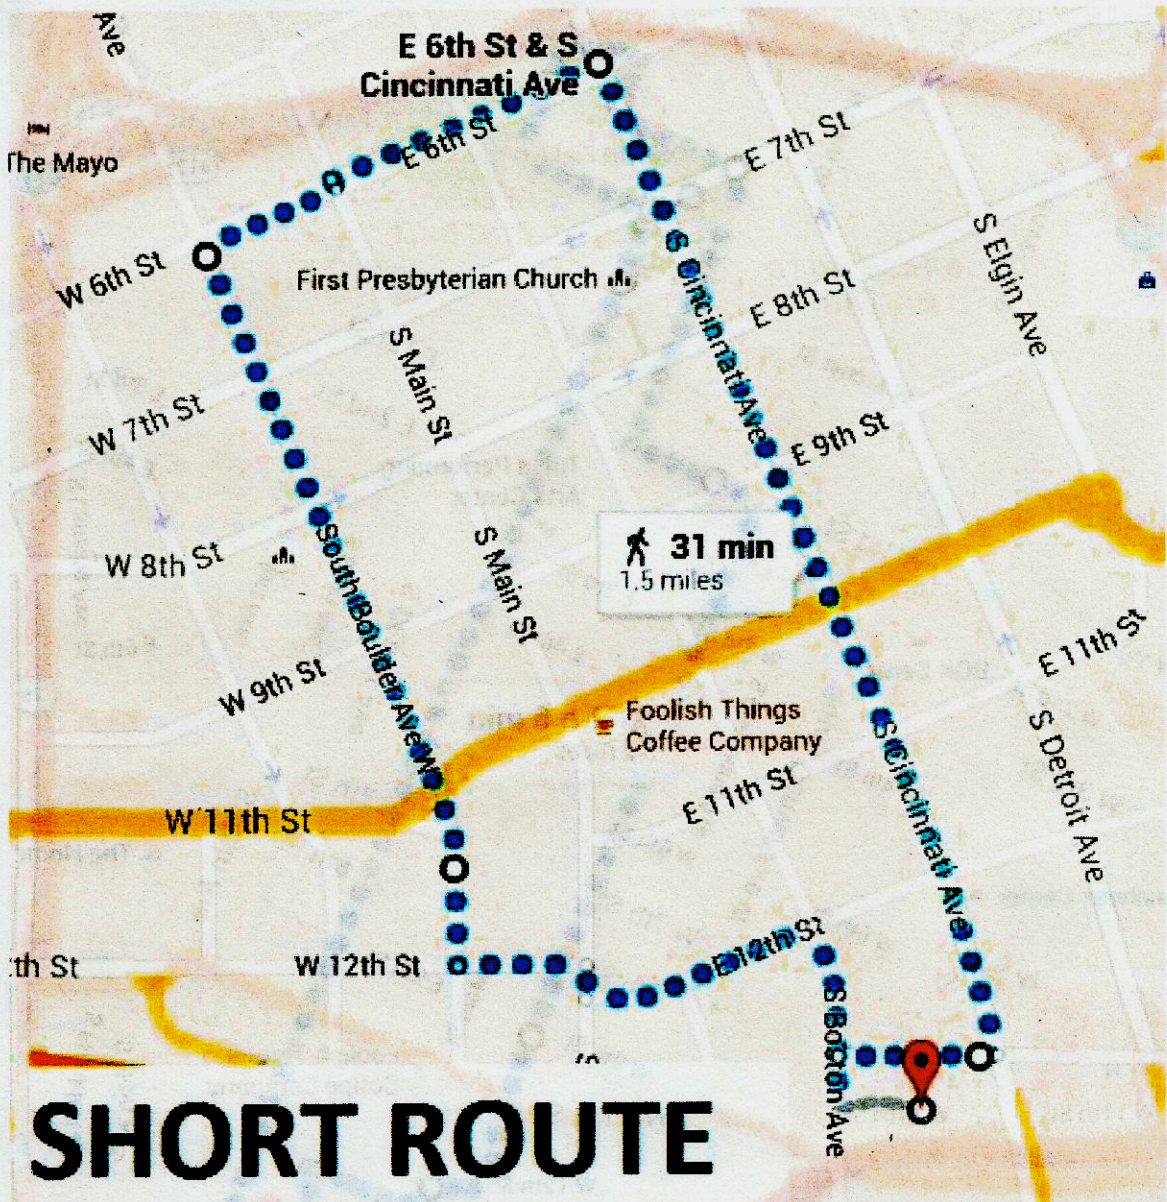 Ave
E 6th St & S
Cincinnati Ave
E 6th St
The Mayo
E 7th St
W 6th St
First Presbyterian Church
S Cincinnati Ave
S Elgin Ave
E 8th St
S Main St
W 7th St
E 9th St
31 min
1.5 miles
W 8th St
South Boulder Ave W
S Main St
E 11th St
W 9th St
Foolish Things
Coffee Company
S Cincinnati Ave
S Detroit Ave
E 11th St
W 11th St
E 12th St
th St
W 12th St
S Boston Ave
SHORT ROUTE